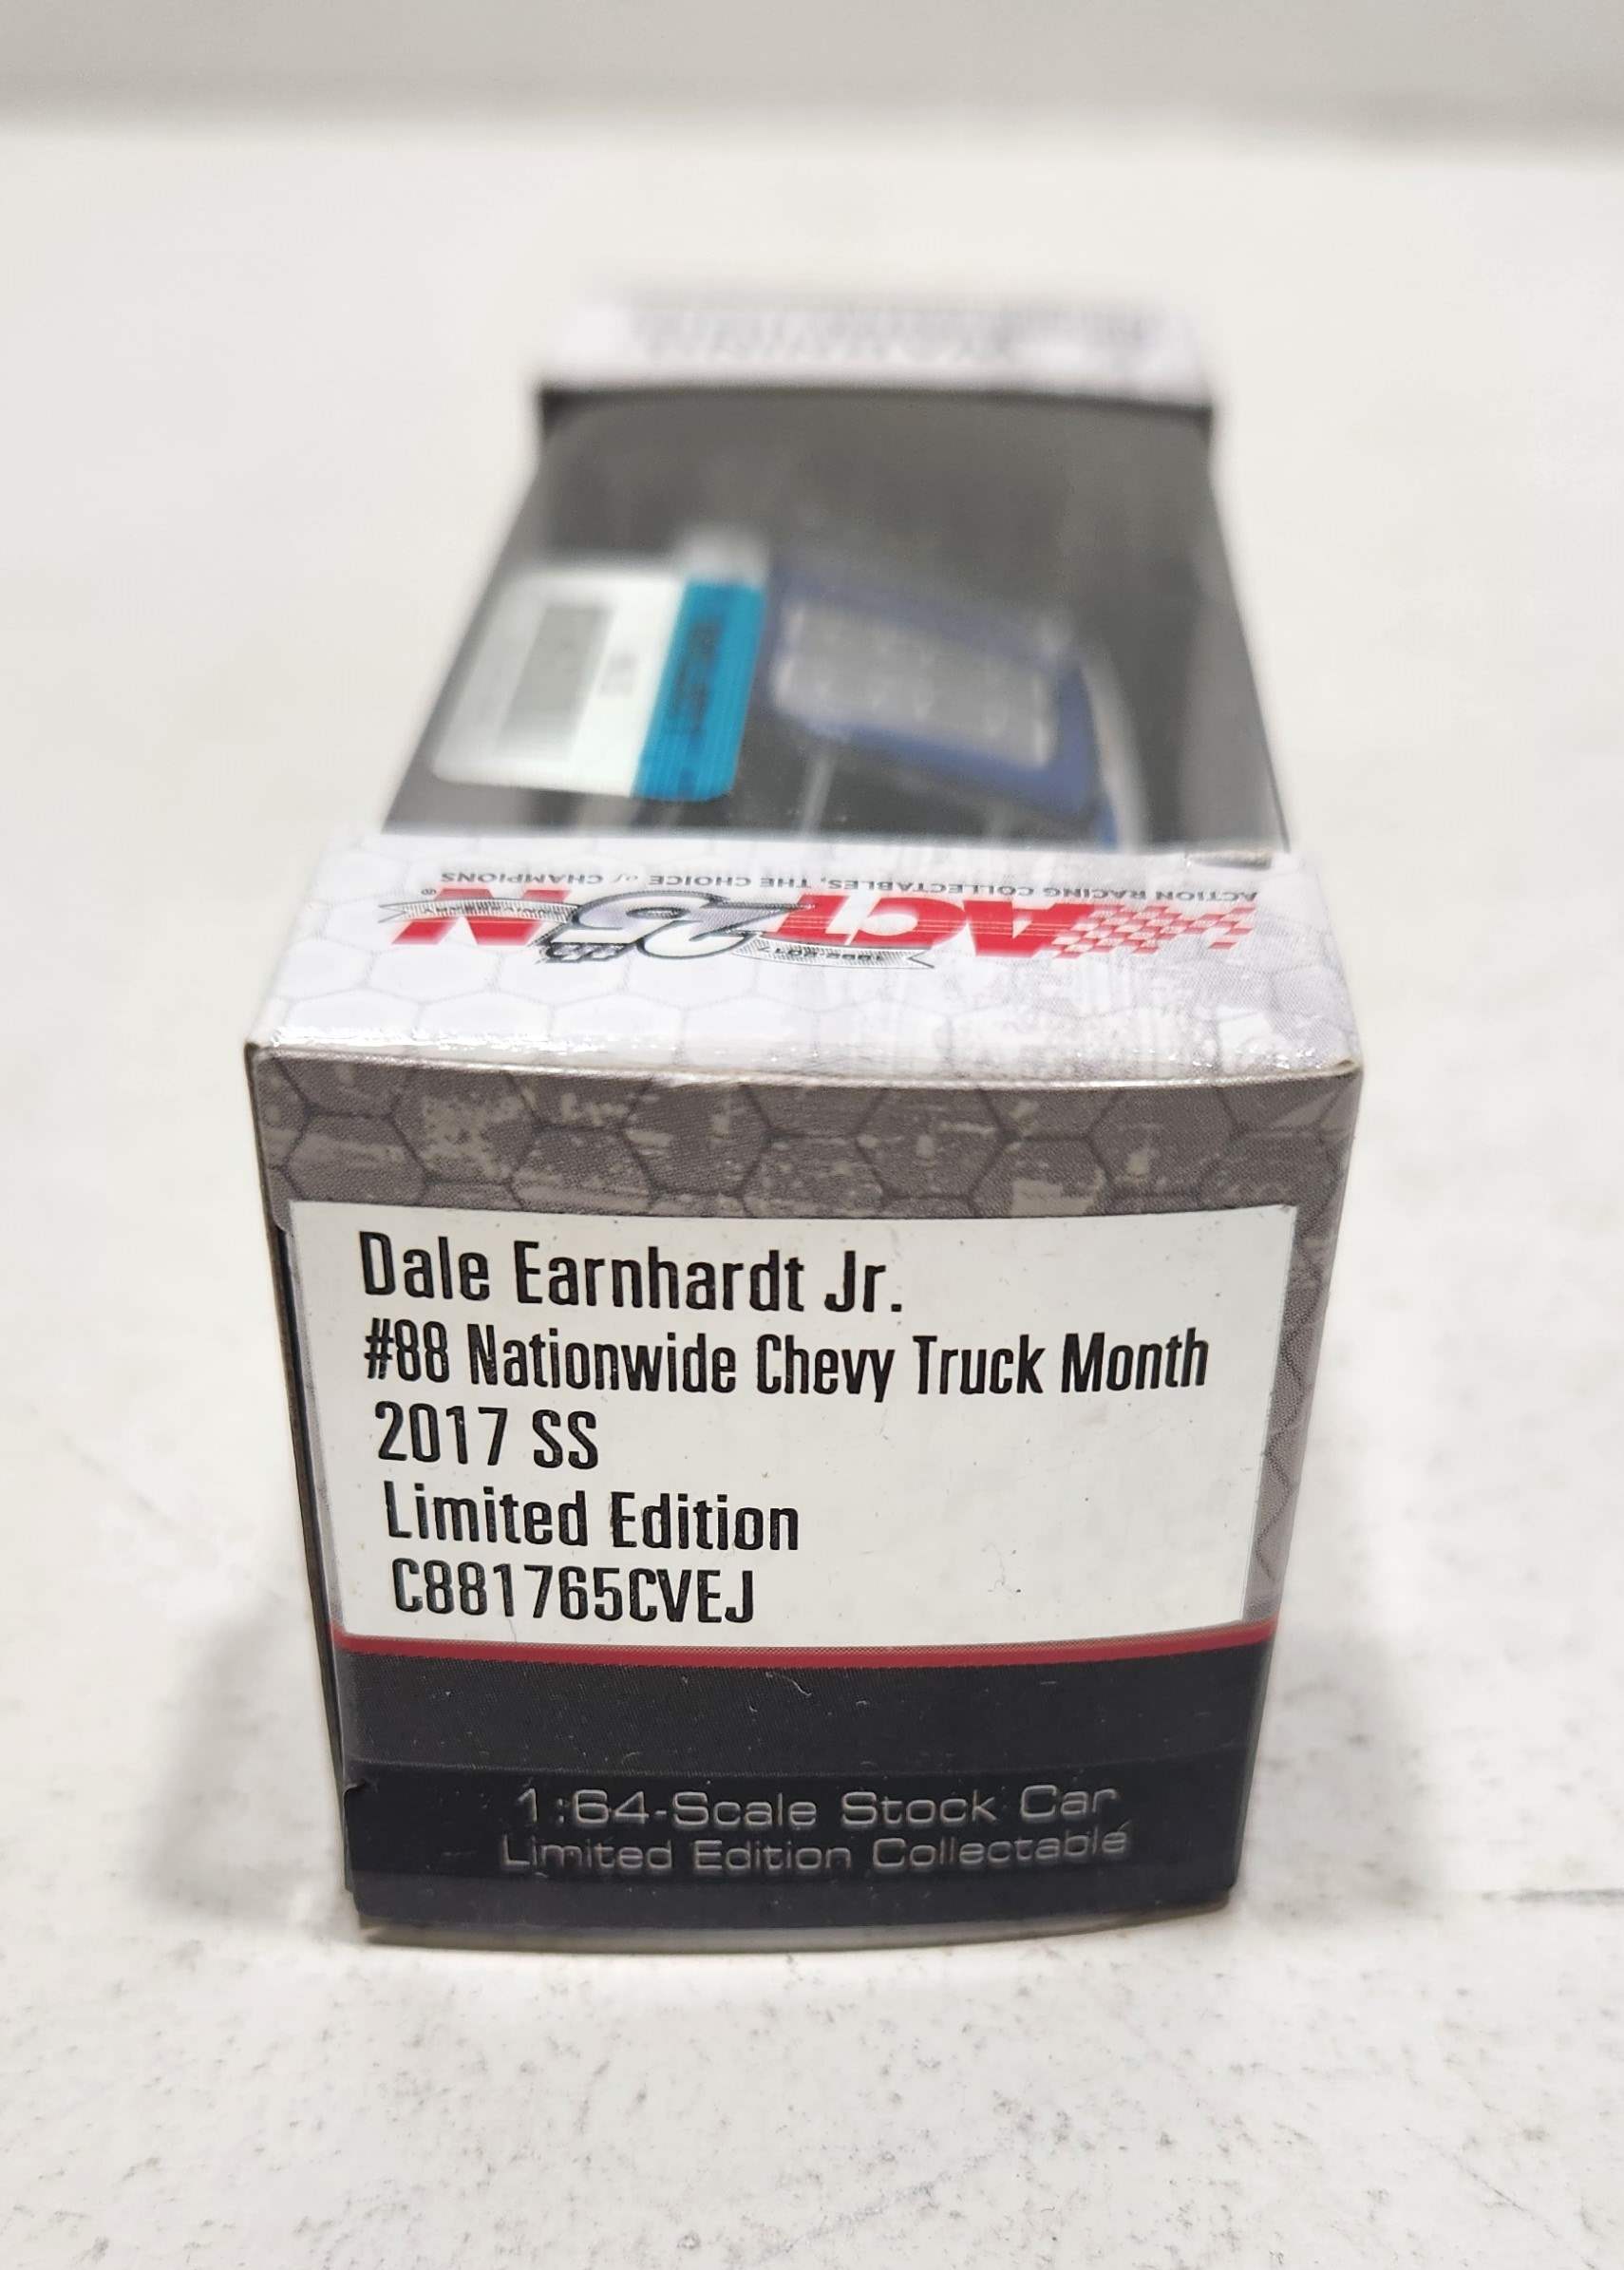 ACTION RACING COLLECTABLES, THE CHOICE of CHAMPIONS
ACTION 25
Dale Earnhardt Jr.
#88 Nationwide Chevy Truck Month
2017 SS
Limited Edition
C881765CVEJ
1:64-Scale Stock Car
Limited Edition Collectable